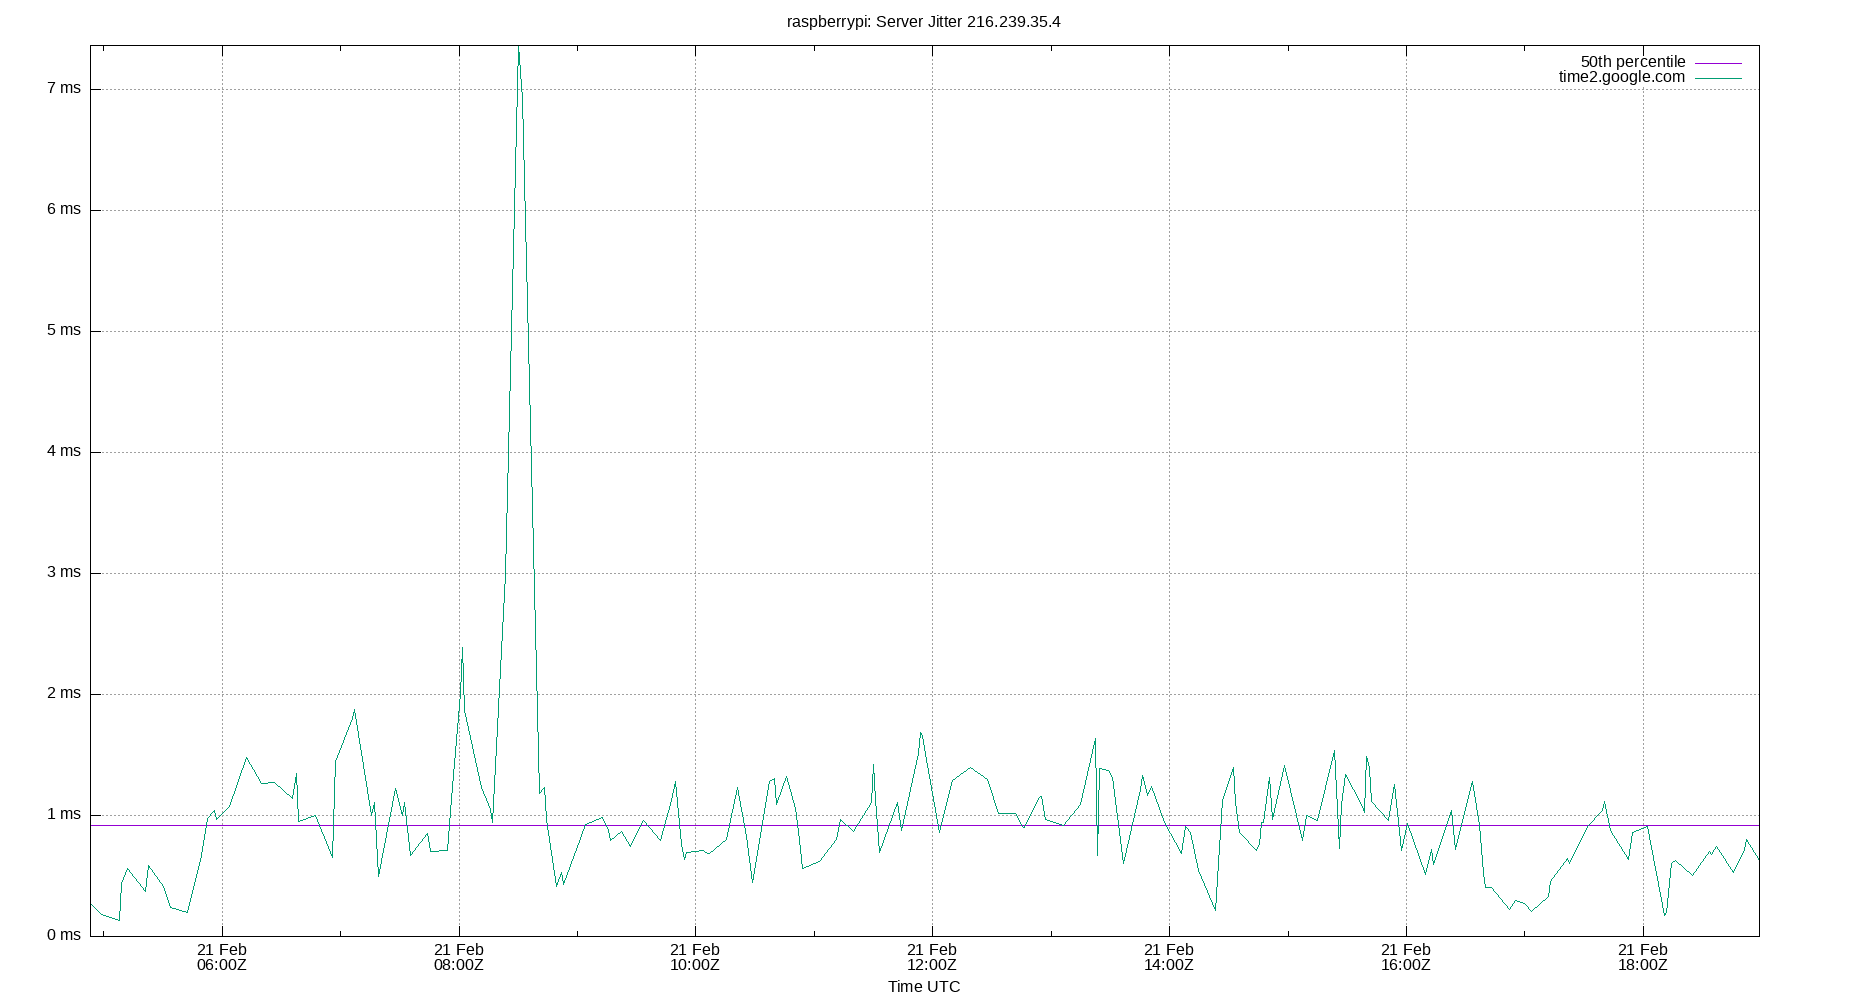 raspberrypi: Server Jitter 216.239.35.4
50th percentile
time2.google.com
7 ms
6 ms
5 ms
4 ms
3 ms
2 ms
1 ms
0 ms
21 Feb 21 Feb 21 Feb 21 Feb 21 Feb 21 Feb 21 Feb
06:00Z 08:00Z 10:00Z 12:00Z 14:00Z 16:00Z 18:00Z
Time UTC